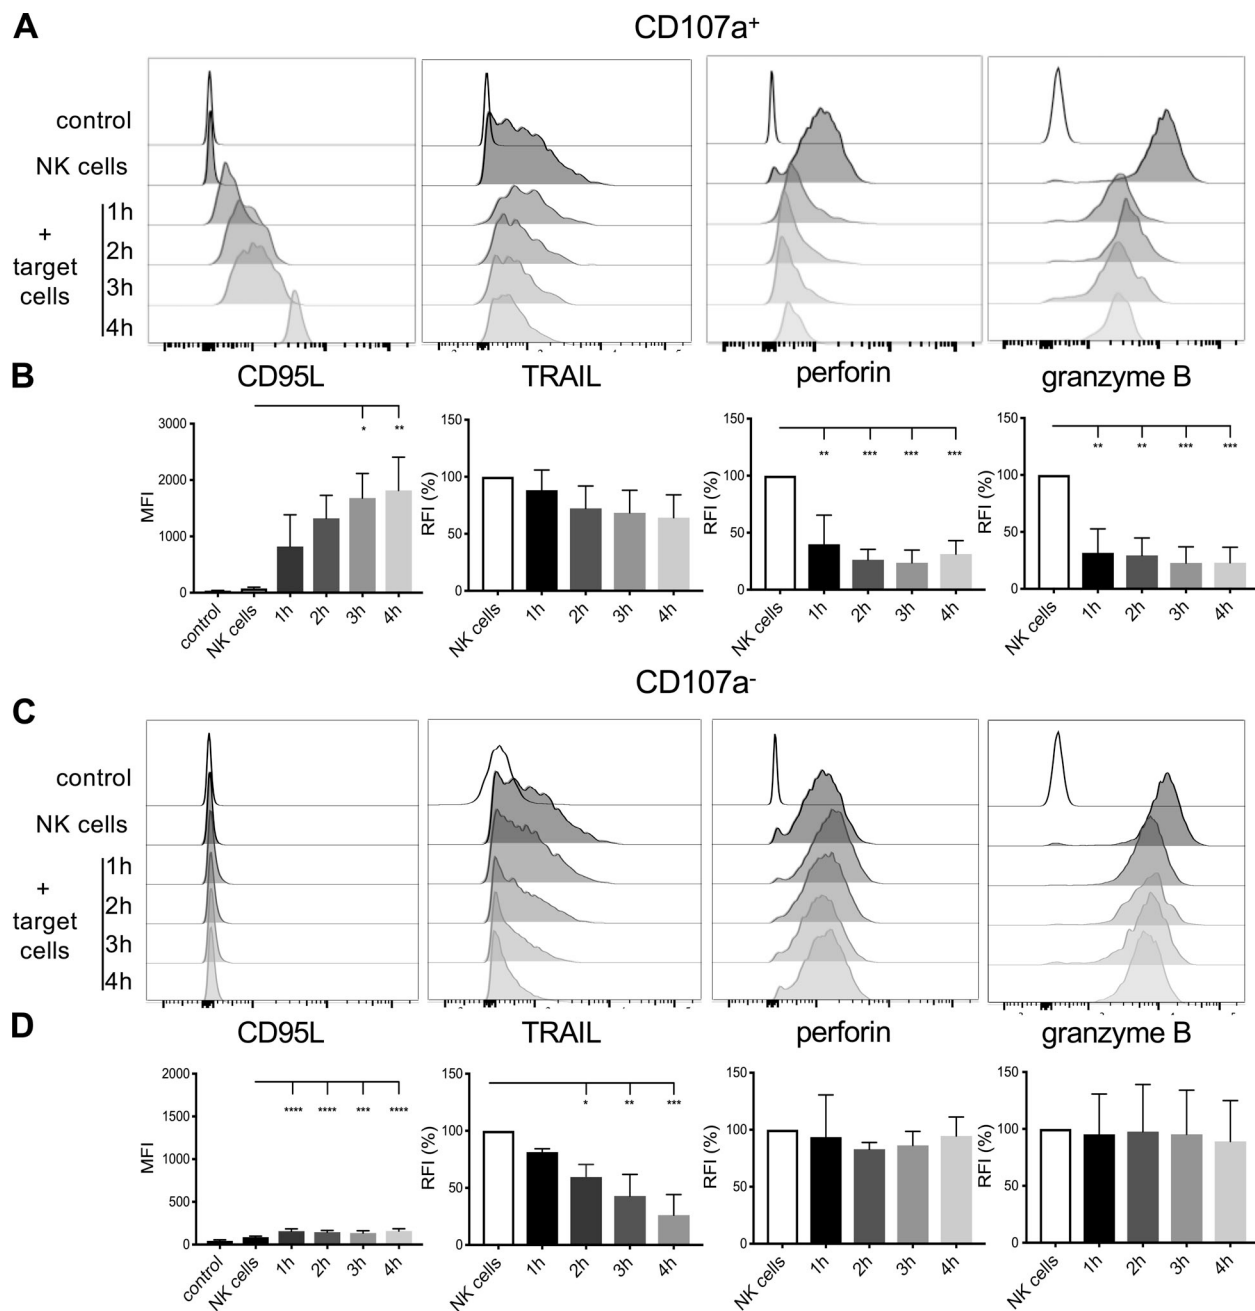 A
CD107a+
control
NK cells
1h
+
2h
target
cells
3h
4h
B
CD95L
TRAIL
perforin
granzyme B
3000
2000
1000
0
MFI
*
**
control
NK cells
1h
2h
3h
4h
150
100
50
0
RFI (%)
NK cells
1h
2h
3h
4h
150
100
50
0
RFI (%)
**
***
***
***
NK cells
1h
2h
3h
4h
150
100
50
0
RFI (%)
**
**
***
***
NK cells
1h
2h
3h
4h
CD107a-
C
control
NK cells
1h
+
2h
target
cells
3h
4h
D
CD95L
TRAIL
perforin
granzyme B
2000
1500
1000
500
0
MFI
****
****
***
****
control
NK cells
1h
2h
3h
4h
150
100
50
0
RFI (%)
*
**
***
NK cells
1h
2h
3h
4h
150
100
50
0
RFI (%)
NK cells
1h
2h
3h
4h
150
100
50
0
RFI (%)
NK cells
1h
2h
3h
4h